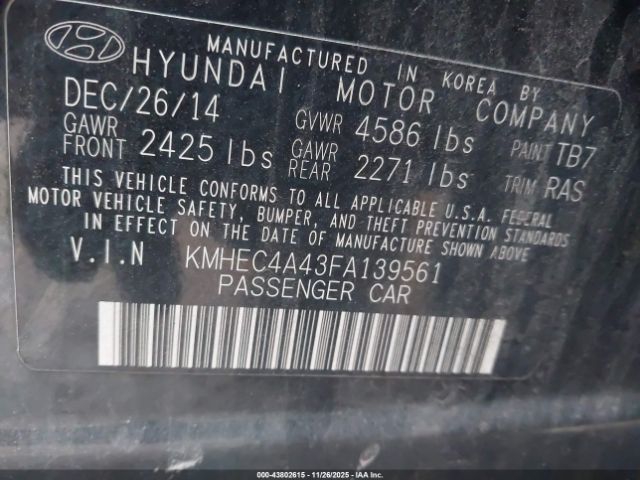 MANUFACTURED IN KOREA BY
HYUNDAI MOTOR COMPANY
DEC/26/14 GVWR 4586 lbs PAINT TB7
GAWR FRONT 2425 lbs GAWR REAR 2271 lbs TRIM RAS
THIS VEHICLE CONFORMS TO ALL APPLICABLE U.S.A. FEDERAL
MOTOR VEHICLE SAFETY, BUMPER, AND THEFT PREVENTION STANDARDS
IN EFFECT ON THE DATE OF MANUFACTURE SHOWN ABOVE
V.I.N KMHEC4A43FA139561
PASSENGER CAR
000-43802615 - 11/26/2025 - IAAI.COM